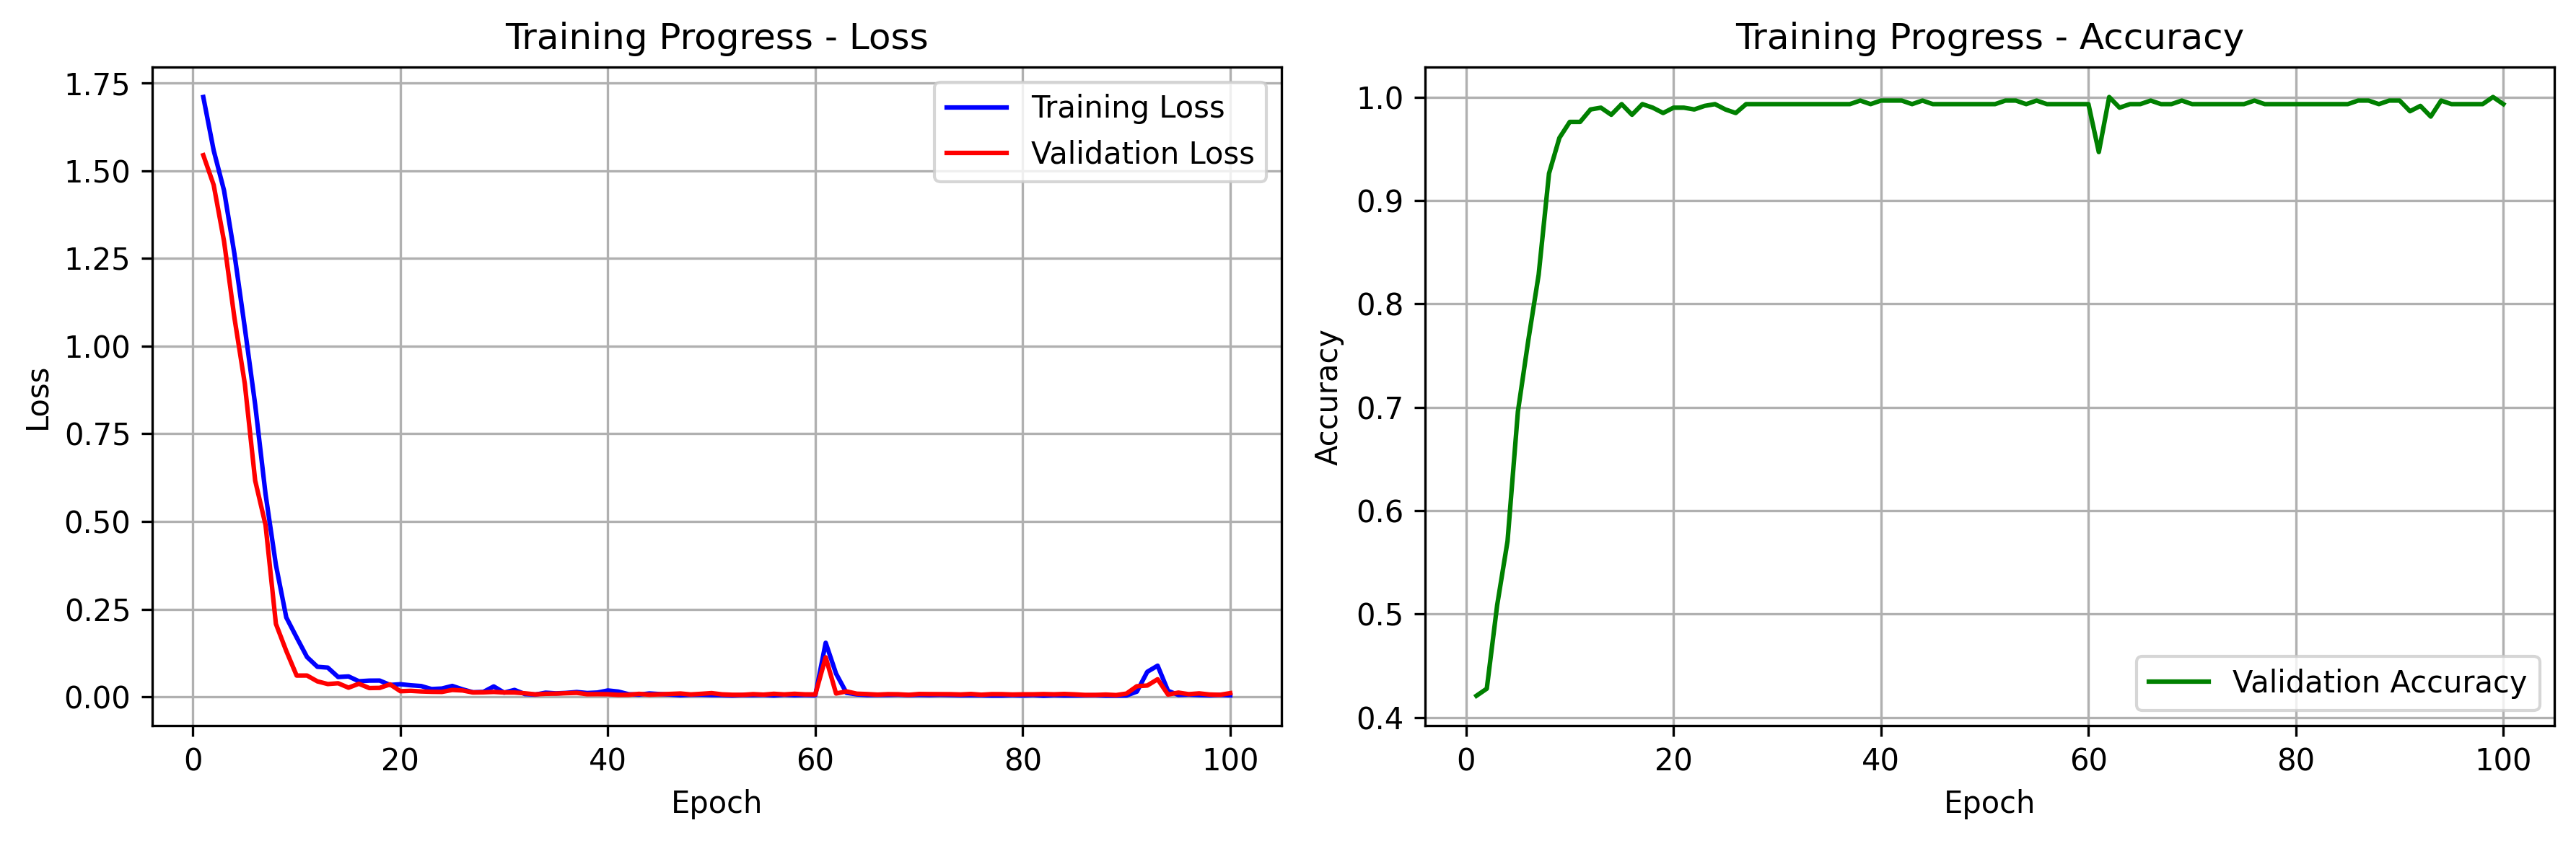 Training Progress - Loss
1.75
1.50
1.25
1.00
0.75
0.50
0.25
0.00
Loss
Training Loss
Validation Loss
0 20 40 60 80 100
Epoch
Training Progress - Accuracy
1.0
0.9
0.8
0.7
0.6
0.5
0.4
Accuracy
Validation Accuracy
0 20 40 60 80 100
Epoch